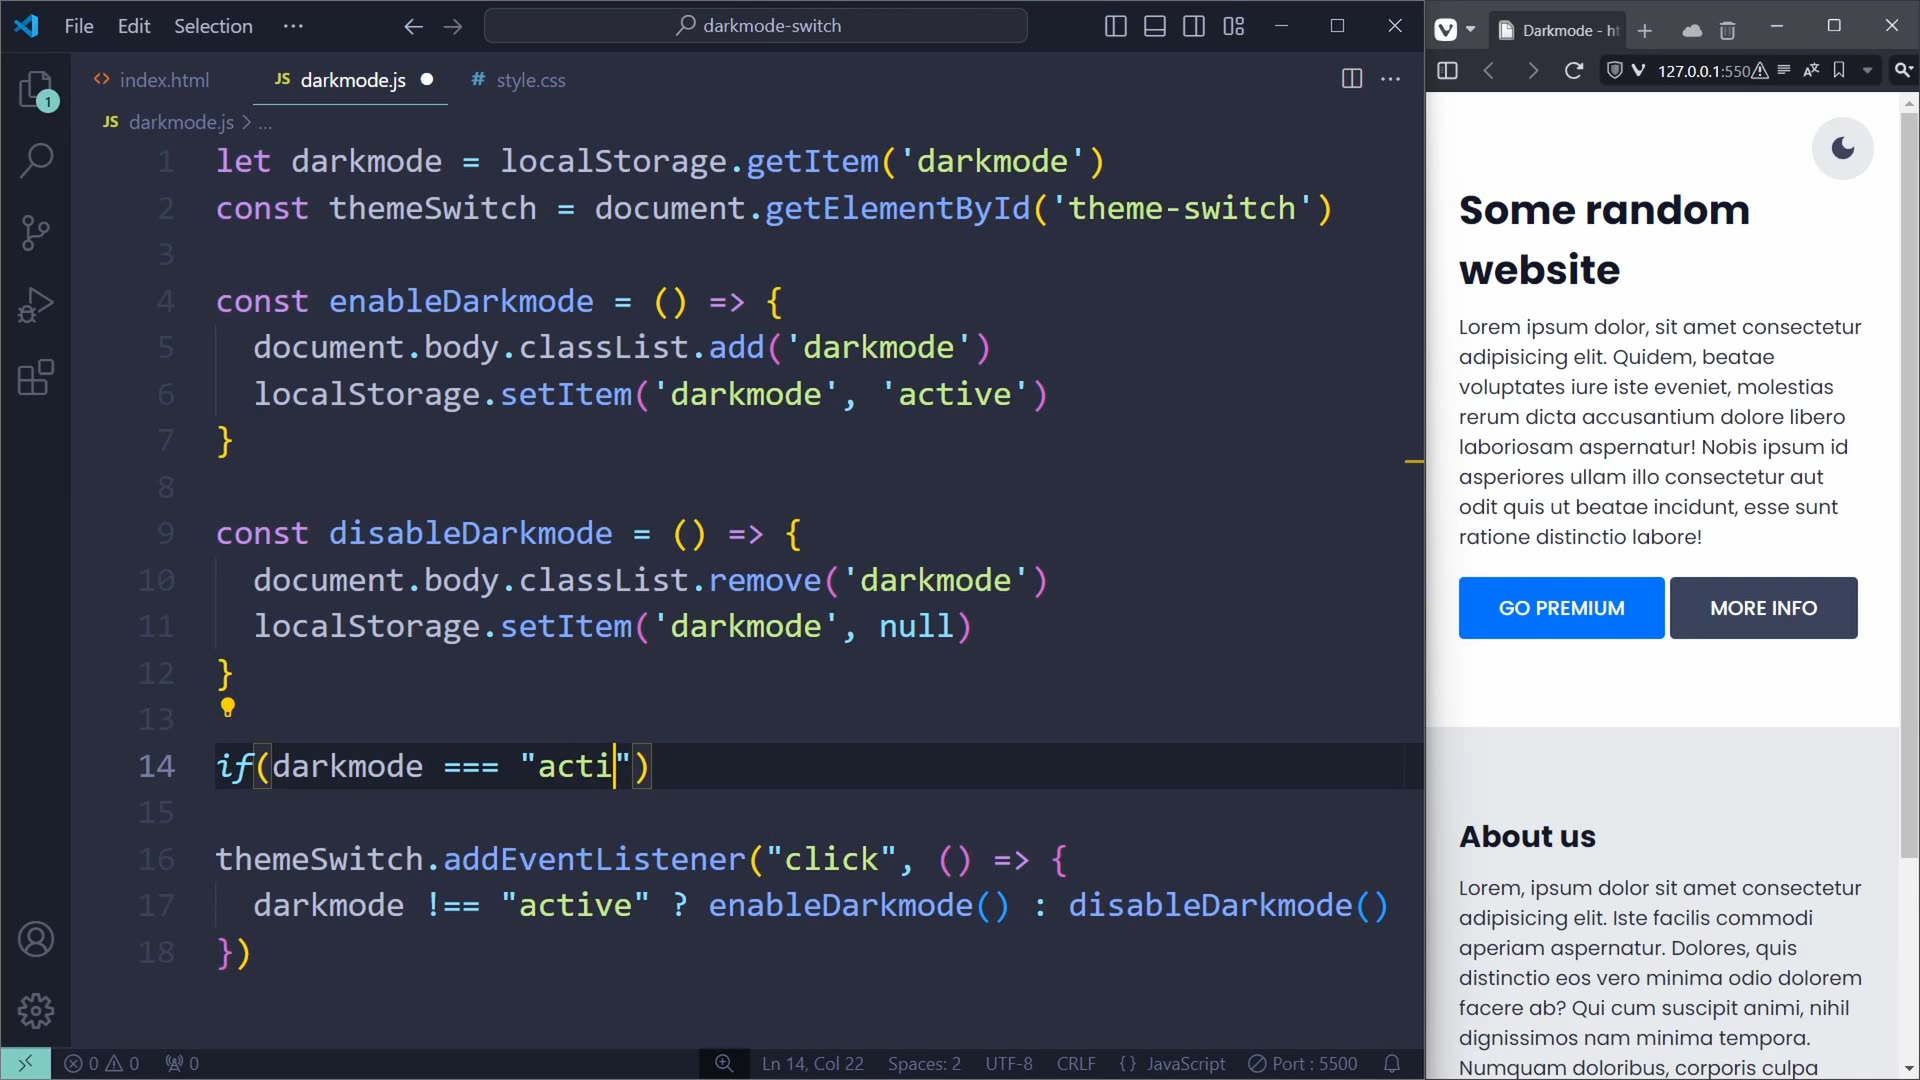 File Edit Selection ···
darkmode-switch
index.html
JS darkmode.js
# style.css
JS darkmode.js > ...
1 let darkmode = localStorage.getItem('darkmode')
2 const themeSwitch = document.getElementById('theme-switch')
3
4 const enableDarkmode = () => {
5 document.body.classList.add('darkmode')
6 localStorage.setItem('darkmode', 'active')
7 }
8
9 const disableDarkmode = () => {
10 document.body.classList.remove('darkmode')
11 localStorage.setItem('darkmode', null)
12 }
13
14 if(darkmode === "acti")
15
16 themeSwitch.addEventListener("click", () => {
17 darkmode !== "active" ? enableDarkmode() : disableDarkmode()
18 })
1
0 0 0
Ln 14, Col 22 Spaces: 2 UTF-8 CRLF {} JavaScript Port : 5500
Darkmode - ht
127.0.0.1:550
Some random
website
Lorem ipsum dolor, sit amet consectetur
adipisicing elit. Quidem, beatae
voluptates iure iste eveniet, molestias
rerum dicta accusantium dolore libero
laboriosam aspernatur! Nobis ipsum id
asperiores ullam illo consectetur aut
odit quis ut beatae incidunt, esse sunt
ratione distinctio labore!
GO PREMIUM MORE INFO
About us
Lorem, ipsum dolor sit amet consectetur
adipisicing elit. Iste facilis commodi
aperiam aspernatur. Dolores, quis
distinctio eos vero minima odio dolorem
facere ab? Qui cum suscipit animi, nihil
dignissimos nam minima tempora.
Numquam doloribus, corporis culpa